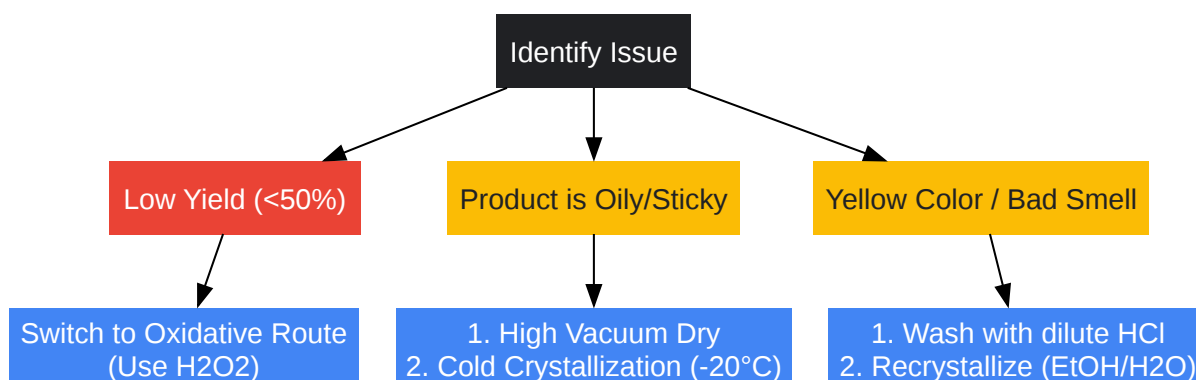 Identify Issue
Low Yield (<50%)
Product is Oily/Sticky
Yellow Color / Bad Smell
Switch to Oxidative Route
(Use H2O2)
1. High Vacuum Dry
2. Cold Crystallization (-20°C)
1. Wash with dilute HCl
2. Recrystallize (EtOH/H2O)